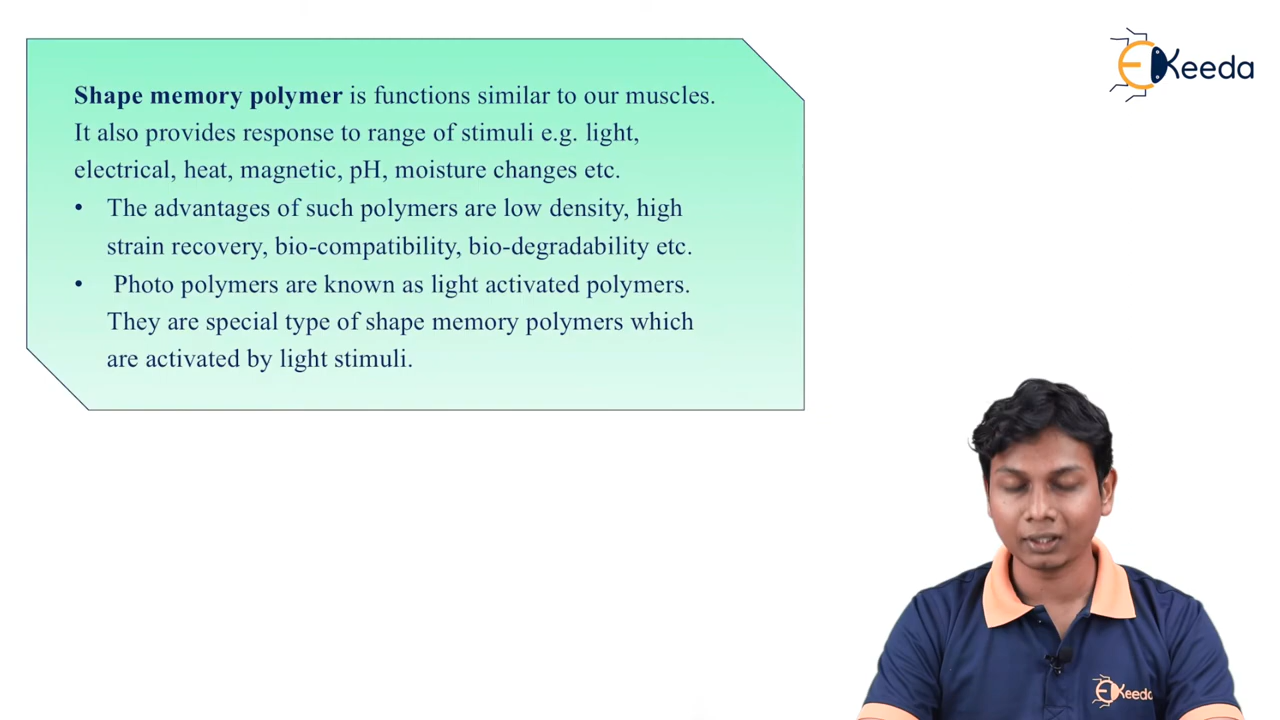 Shape memory polymer is functions similar to our muscles.
It also provides response to range of stimuli e.g. light,
electrical, heat, magnetic, pH, moisture changes etc.
• The advantages of such polymers are low density, high
strain recovery, bio-compatibility, bio-degradability etc.
• Photo polymers are known as light activated polymers.
They are special type of shape memory polymers which
are activated by light stimuli.
EKeeda
EKeeda